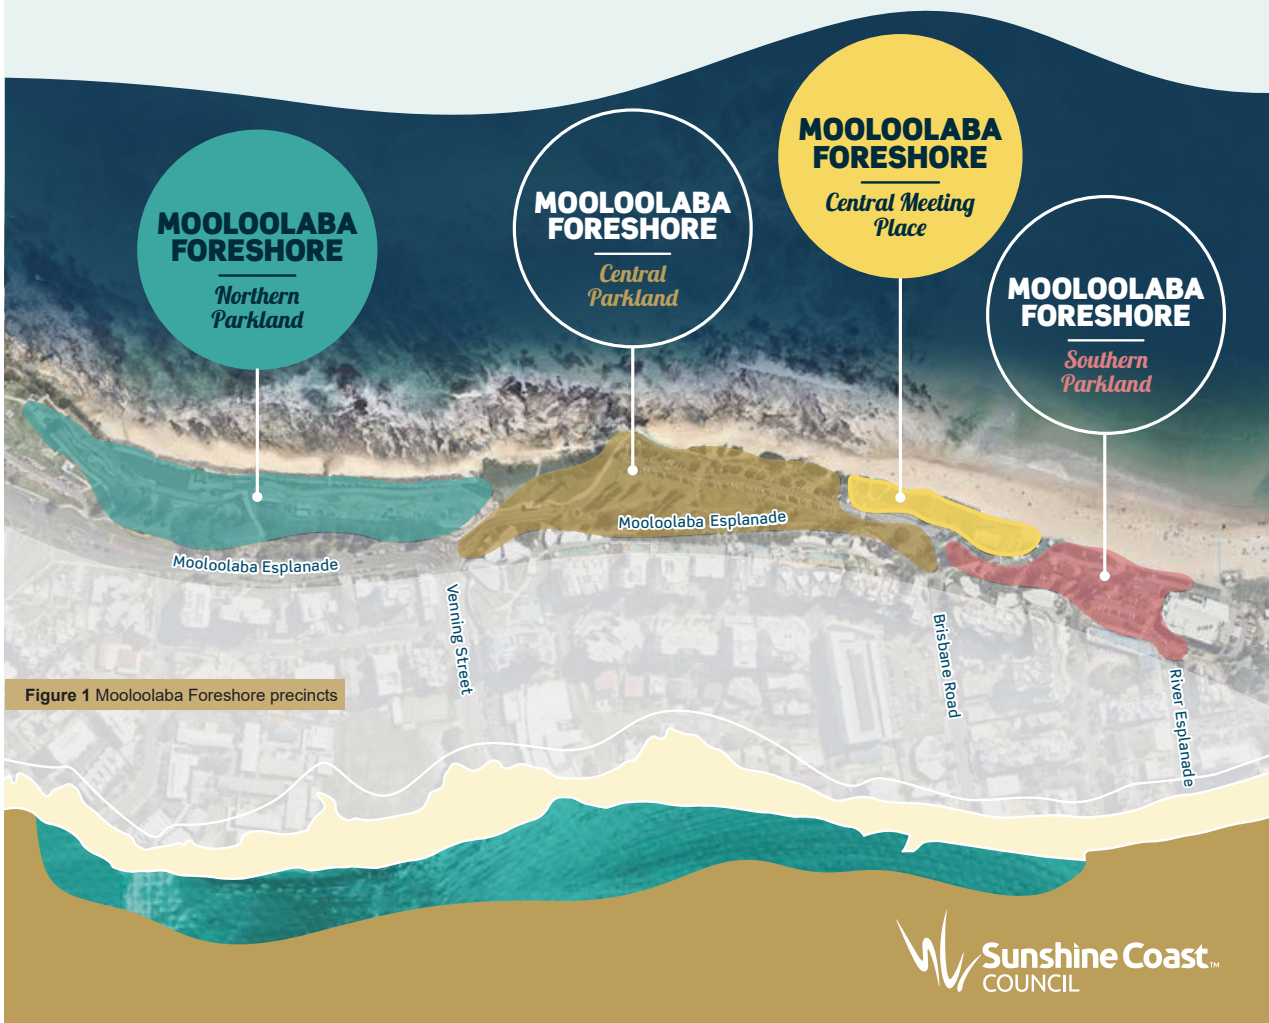 MOOLOOLABA
FORESHORE
Northern
Parkland
MOOLOOLABA
FORESHORE
Central
Parkland
MOOLOOLABA
FORESHORE
Central Meeting
Place
MOOLOOLABA
FORESHORE
Southern
Parkland
Mooloolaba Esplanade
Mooloolaba Esplanade
Venning Street
Brisbane Road
River Esplanade
Figure 1 Mooloolaba Foreshore precincts
Sunshine Coast™
COUNCIL